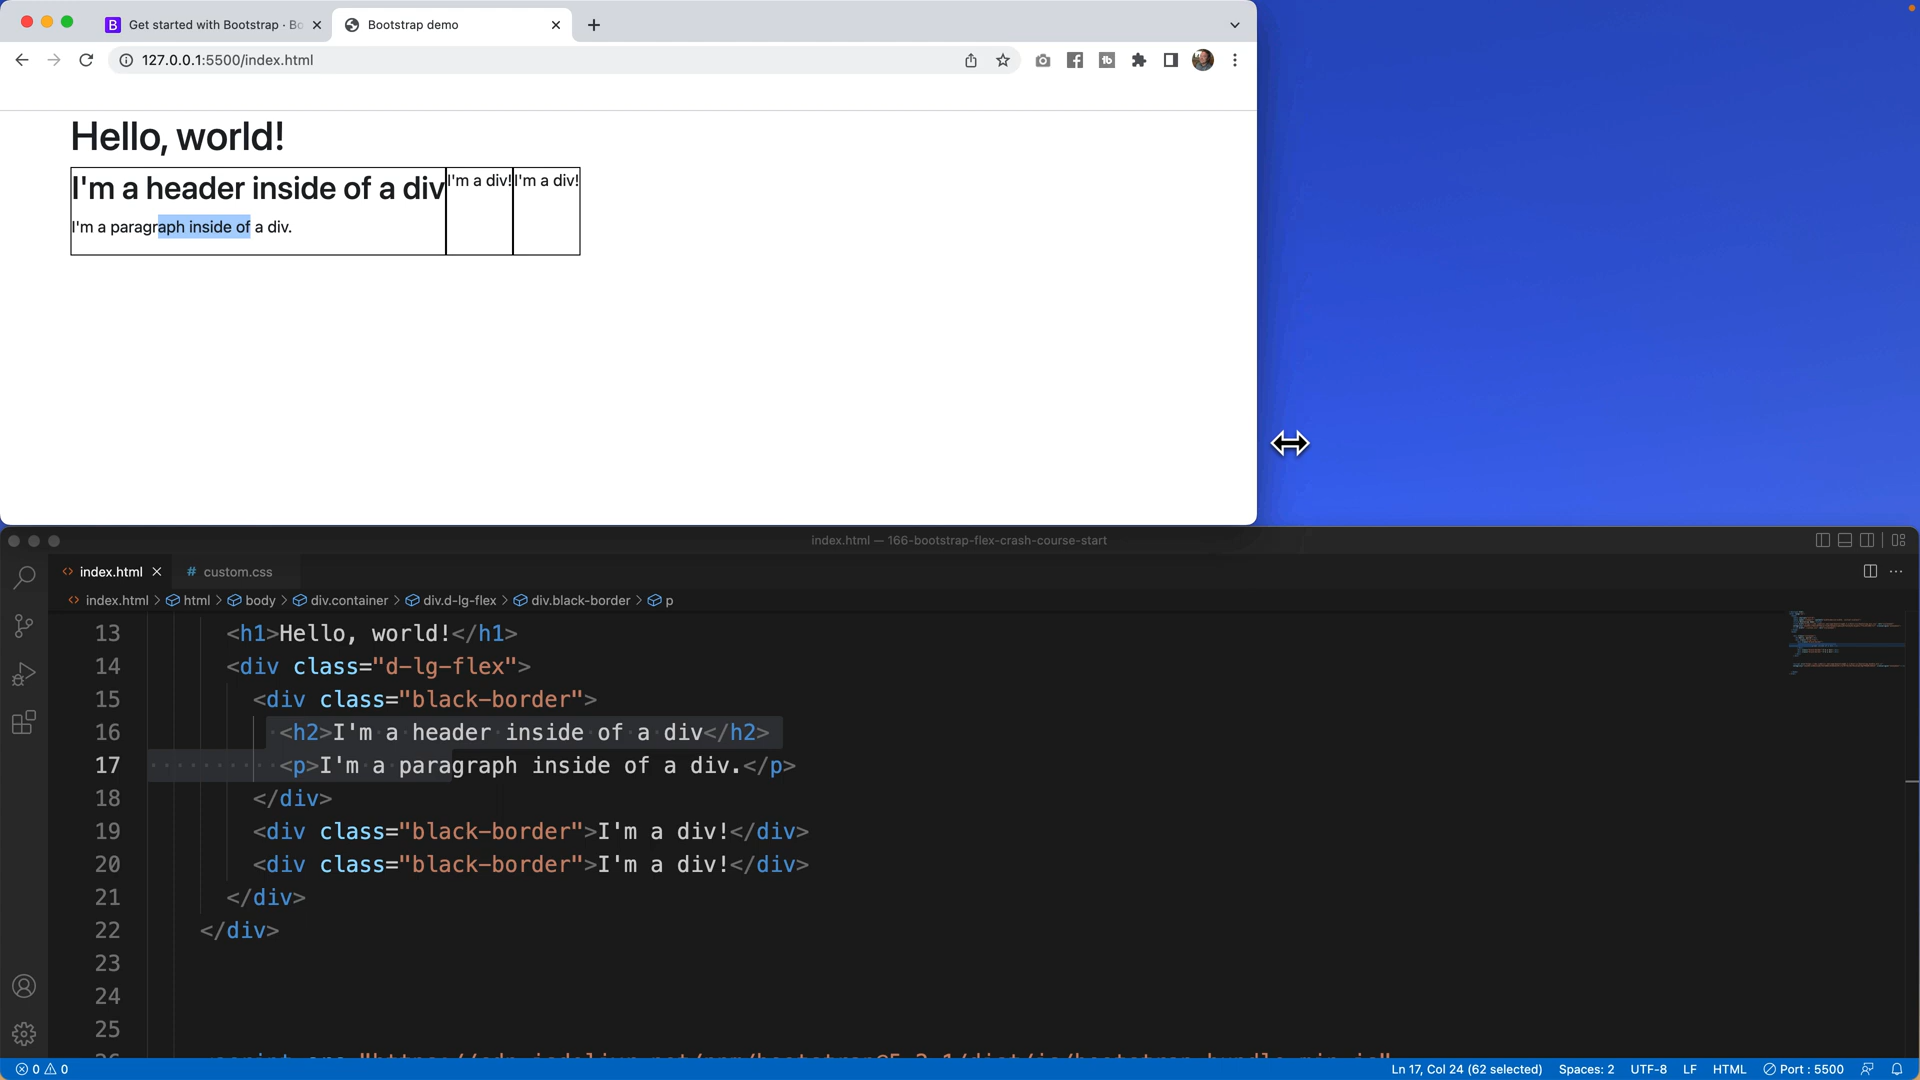 Get started with Bootstrap · Bo
Bootstrap demo
127.0.0.1:5500/index.html
Hello, world!
I'm a header inside of a div
I'm a div!
I'm a div!
I'm a paragraph inside of a div.
index.html — 166-bootstrap-flex-crash-course-start
index.html
# custom.css
index.html > html > body > div.container > div.d-lg-flex > div.black-border > p
13 <h1>Hello, world!</h1>
14 <div class="d-lg-flex">
15 <div class="black-border">
16 <h2>I'm a header inside of a div</h2>
17 <p>I'm a paragraph inside of a div.</p>
18 </div>
19 <div class="black-border">I'm a div!</div>
20 <div class="black-border">I'm a div!</div>
21 </div>
22 </div>
23
24
25
0 0
Ln 17, Col 24 (62 selected) Spaces: 2 UTF-8 LF HTML Port : 5500